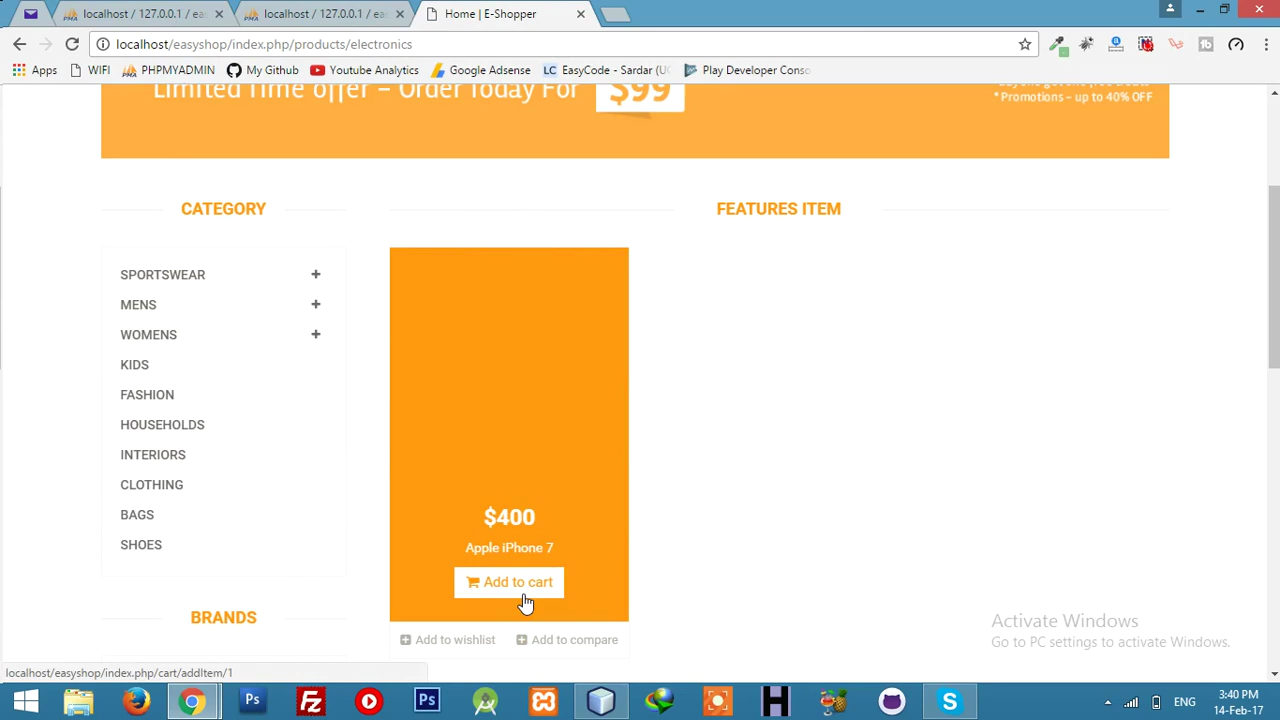 localhost / 127.0.0.1 / ea
localhost / 127.0.0.1 / ea
Home | E-Shopper
localhost/easyshop/index.php/products/electronics
Apps
WIFI
PHPMYADMIN
My Github
Youtube Analytics
Google Adsense
EasyCode - Sardar (UG
Play Developer Conso
Limited Time offer – Order Today For $99
* Promotions – up to 40% OFF
CATEGORY
FEATURES ITEM
SPORTSWEAR
MENS
WOMENS
KIDS
FASHION
HOUSEHOLDS
INTERIORS
CLOTHING
BAGS
SHOES
BRANDS
$400
Apple iPhone 7
Add to cart
Add to wishlist
Add to compare
Activate Windows
Go to PC settings to activate Windows.
localhost/easyshop/index.php/cart/addItem/1
ENG
3:40 PM
14-Feb-17